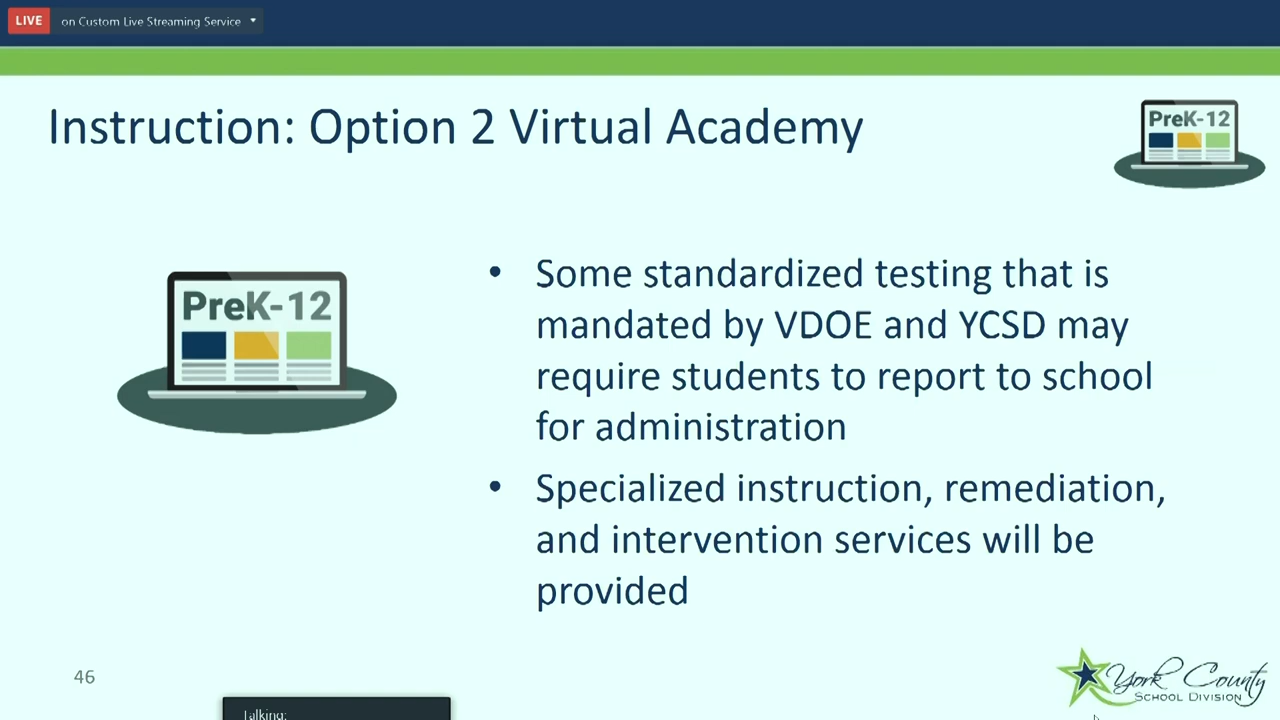 LIVE on Custom Live Streaming Service
Instruction: Option 2 Virtual Academy
PreK-12
PreK-12
• Some standardized testing that is
mandated by VDOE and YCSD may
require students to report to school
for administration
• Specialized instruction, remediation,
and intervention services will be
provided
46
York County
SCHOOL DIVISION
Talking: